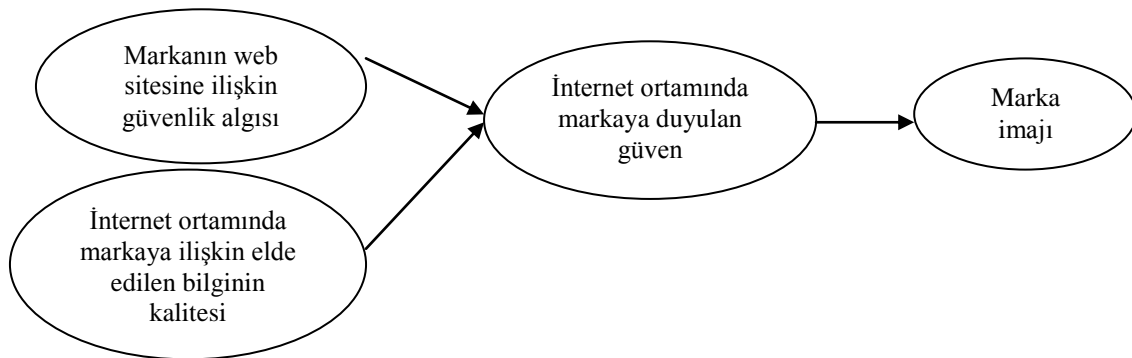 Markanın web
sitesine ilişkin
güvenlik algısı
İnternet ortamında
markaya ilişkin elde
edilen bilginin
kalitesi
İnternet ortamında
markaya duyulan
güven
Marka
imajı